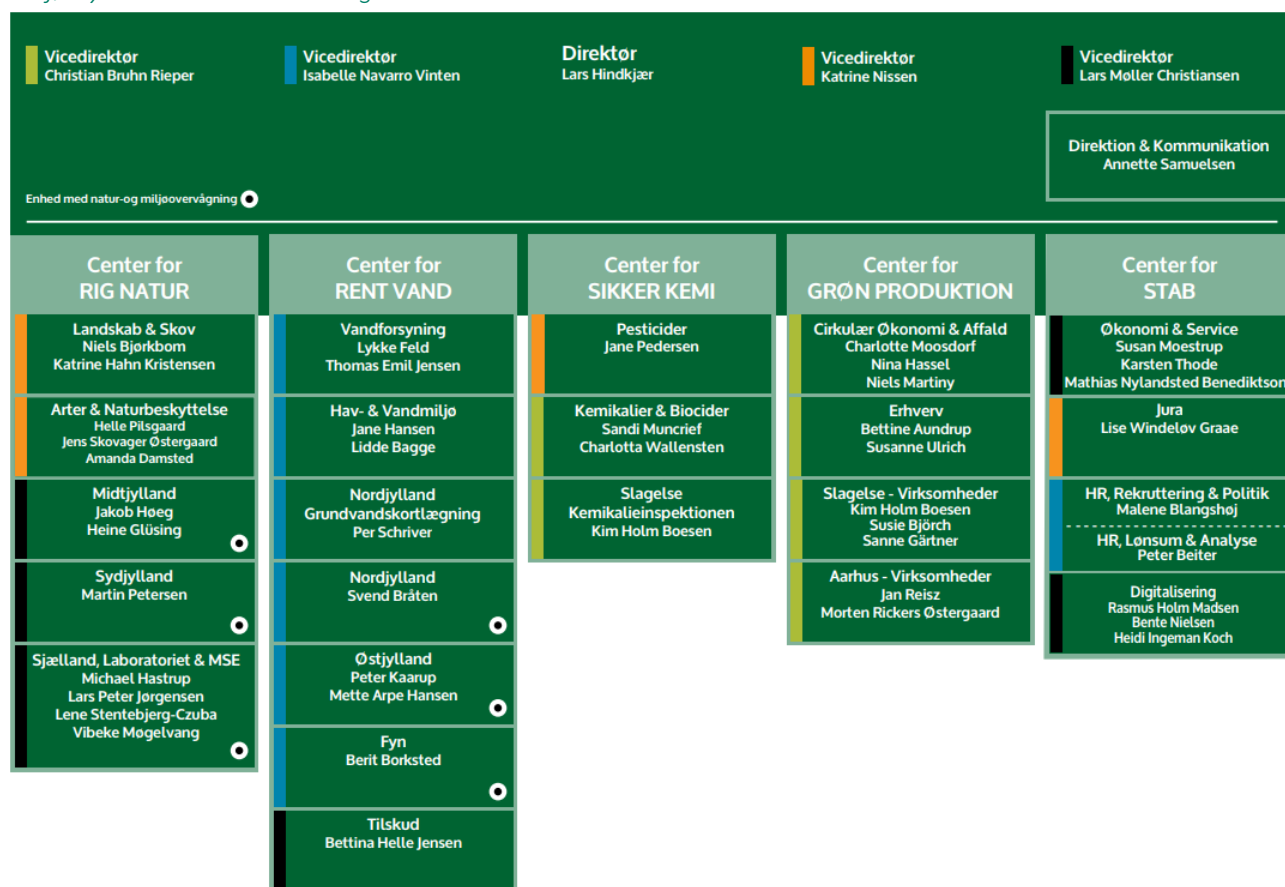 Vicedirektør
Christian Bruhn Rieper
Vicedirektør
Isabelle Navarro Vinten
Direktør
Lars Hindkjær
Vicedirektør
Katrine Nissen
Vicedirektør
Lars Møller Christiansen
Direktion & Kommunikation
Annette Samuelsen
Enhed med natur-og miljøovervågning
Center for
RIG NATUR
Landskab & Skov
Niels Bjørkbom
Katrine Hahn Kristensen
Arter & Naturbeskyttelse
Helle Pilsgaard
Jens Skovager Østergaard
Amanda Damsted
Midtjylland
Jakob Høeg
Heine Glüsing
Sydjylland
Martin Petersen
Sjælland, Laboratoriet & MSE
Michael Hastrup
Lars Peter Jørgensen
Lene Stentebjerg-Czuba
Vibeke Møgelvang
Center for
RENT VAND
Vandforsyning
Lykke Feld
Thomas Emil Jensen
Hav- & Vandmiljø
Jane Hansen
Lidde Bagge
Nordjylland
Grundvandskortlægning
Per Schriver
Nordjylland
Svend Bråten
Østjylland
Peter Kaarup
Mette Arpe Hansen
Fyn
Berit Borksted
Tilskud
Bettina Helle Jensen
Center for
SIKKER KEMI
Pesticider
Jane Pedersen
Kemikalier & Biocider
Sandi Muncrief
Charlotta Wallensten
Slagelse
Kemikalieinspektionen
Kim Holm Boesen
Center for
GRØN PRODUKTION
Cirkulær Økonomi & Affald
Charlotte Moosdorf
Nina Hassel
Niels Martiny
Erhverv
Bettine Aundrup
Susanne Ulrich
Slagelse - Virksomheder
Kim Holm Boesen
Susie Björch
Sanne Gärtner
Aarhus - Virksomheder
Jan Reisz
Morten Rickers Østergaard
Center for
STAB
Økonomi & Service
Susan Moestrup
Karsten Thode
Mathias Nylandsted Benediktson
Jura
Lise Windeløv Graae
HR, Rekruttering & Politik
Malene Blangshøj
HR, Lønsum & Analyse
Peter Beiter
Digitalisering
Rasmus Holm Madsen
Bente Nielsen
Heidi Ingeman Koch